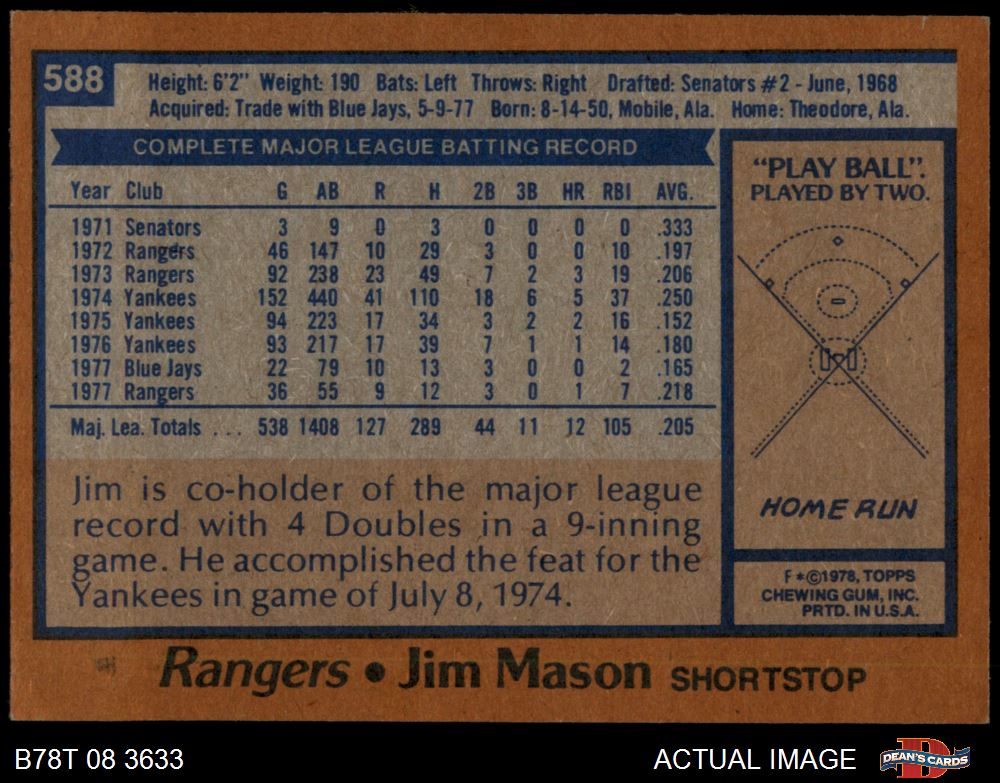 588
Height: 6'2" Weight: 190 Bats: Left Throws: Right Drafted: Senators #2 - June, 1968
Acquired: Trade with Blue Jays, 5-9-77 Born: 8-14-50, Mobile, Ala. Home: Theodore, Ala.
COMPLETE MAJOR LEAGUE BATTING RECORD
Year Club G AB R H 2B 3B HR RBI AVG.
1971 Senators 3 9 0 3 0 0 0 0 .333
1972 Rangers 46 147 10 29 3 0 0 10 .197
1973 Rangers 92 238 23 49 7 2 3 19 .206
1974 Yankees 152 440 41 110 18 6 5 37 .250
1975 Yankees 94 223 17 34 3 2 2 16 .152
1976 Yankees 93 217 17 39 7 1 1 14 .180
1977 Blue Jays 22 79 10 13 3 0 0 2 .165
1977 Rangers 36 55 9 12 3 0 1 7 .218
Maj. Lea. Totals ... 538 1408 127 289 44 11 12 105 .205
Jim is co-holder of the major league
record with 4 Doubles in a 9-inning
game. He accomplished the feat for the
Yankees in game of July 8, 1974.
"PLAY BALL".
PLAYED BY TWO.
HOME RUN
F*©1978, TOPPS
CHEWING GUM, INC.
PRTD. IN U.S.A.
Rangers • Jim Mason SHORTSTOP
B78T 08 3633
ACTUAL IMAGE
DEAN'S CARDS